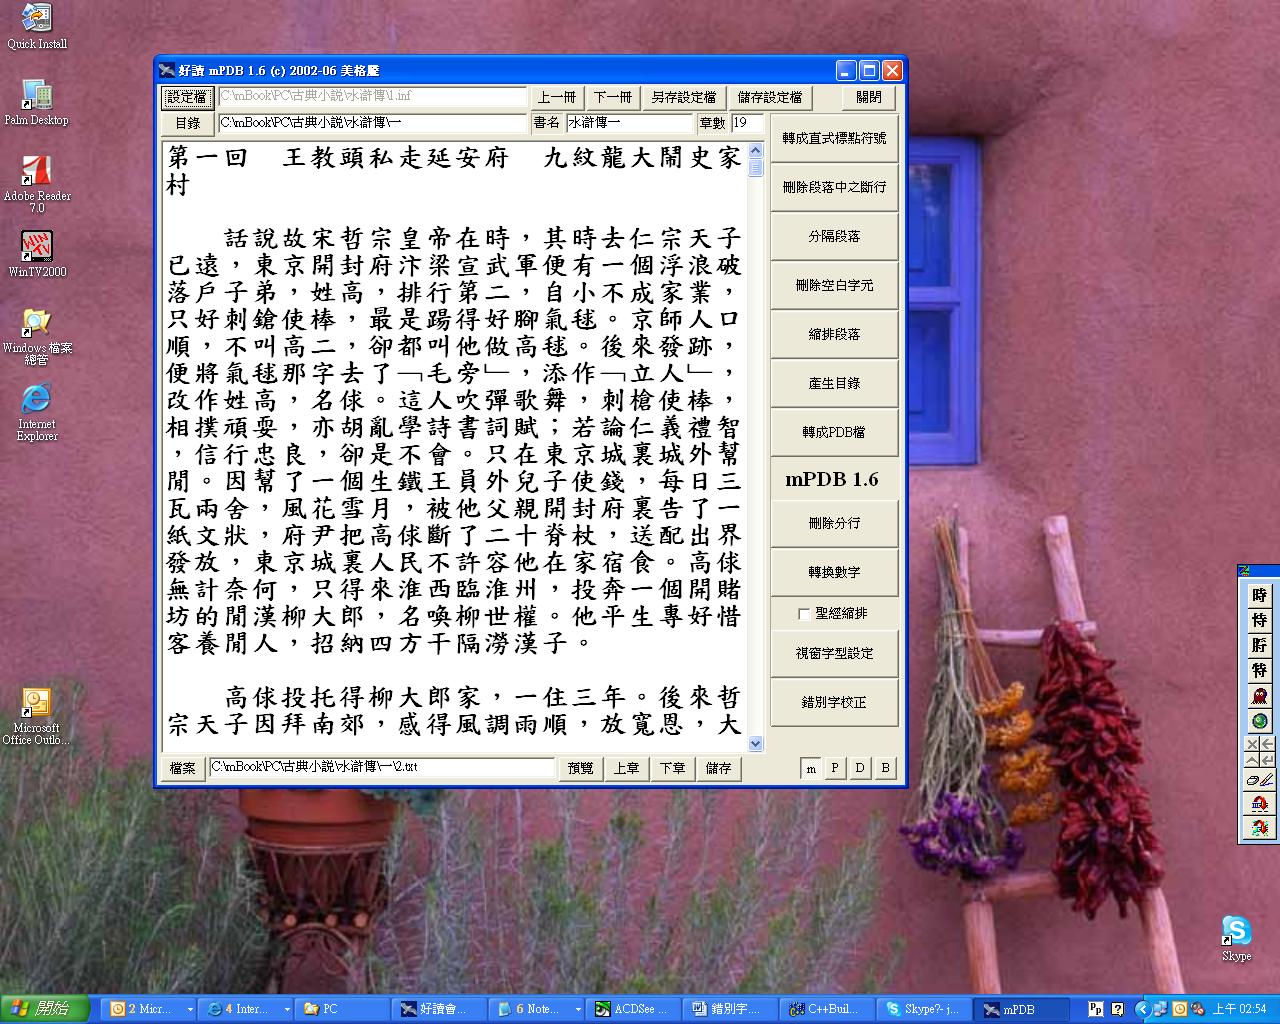 Quick Install
Palm Desktop
Adobe Reader
7.0
WinTV2000
Windows 檔案
總管
Internet
Explorer
Microsoft
Office Outlo...
Skype
好讀 mPDB 1.6 (c) 2002-06 美格騰
設定檔 C:\mBook\PC\古典小說\水滸傳\1.inf 上一冊 下一冊 另存設定檔 儲存設定檔 關閉
目錄 C:\mBook\PC\古典小說\水滸傳\一 書名 水滸傳一 章數 19
第一回　王教頭私走延安府　九紋龍大鬧史家
村
話說故宋哲宗皇帝在時，其時去仁宗天子
已遠，東京開封府汴梁宣武軍便有一個浮浪破
落戶子弟，姓高，排行第二，自小不成家業，
只好刺鎗使棒，最是踢得好腳氣毬。京師人口
順，不叫高二，卻都叫他做高毬。後來發跡，
便將氣毬那字去了﹁毛旁﹂，添作﹁立人﹂，
改作姓高，名俅。這人吹彈歌舞，刺槍使棒，
相撲頑耍，亦胡亂學詩書詞賦；若論仁義禮智
，信行忠良，卻是不會。只在東京城裏城外幫
閒。因幫了一個生鐵王員外兒子使錢，每日三
瓦兩舍，風花雪月，被他父親開封府裏告了一
紙文狀，府尹把高俅斷了二十脊杖，送配出界
發放，東京城裏人民不許容他在家宿食。高俅
無計奈何，只得來淮西臨淮州，投奔一個開賭
坊的閒漢柳大郎，名喚柳世權。他平生專好惜
客養閒人，招納四方干隔澇漢子。
高俅投托得柳大郎家，一住三年。後來哲
宗天子因拜南郊，感得風調雨順，放寬恩，大
轉成直式標點符號
刪除段落中之斷行
分隔段落
刪除空白字元
縮排段落
產生目錄
轉成PDB檔
mPDB 1.6
刪除分行
轉換數字
聖經縮排
視窗字型設定
錯別字校正
檔案 C:\mBook\PC\古典小說\水滸傳\一\2.txt 預覽 上章 下章 儲存 m P D B
時
恃
特
開始 2 Micr... 4 Inter... PC 好讀會... 6 Note... ACDSee ... 錯別字.... C++Buil... Skype?- j... mPDB 上午 02:54